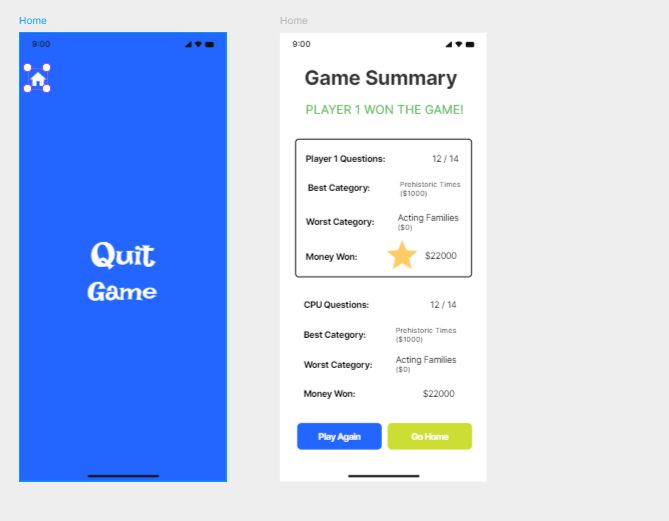 Home
9:00
Quit
Game
Home
9:00
Game Summary
PLAYER 1 WON THE GAME!
Player 1 Questions: 12 / 14
Best Category: Prehistoric Times
($1000)
Worst Category: Acting Families
($0)
Money Won: $22000
CPU Questions: 12 / 14
Best Category: Prehistoric Times
($1000)
Worst Category: Acting Families
($0)
Money Won: $22000
Play Again Go Home